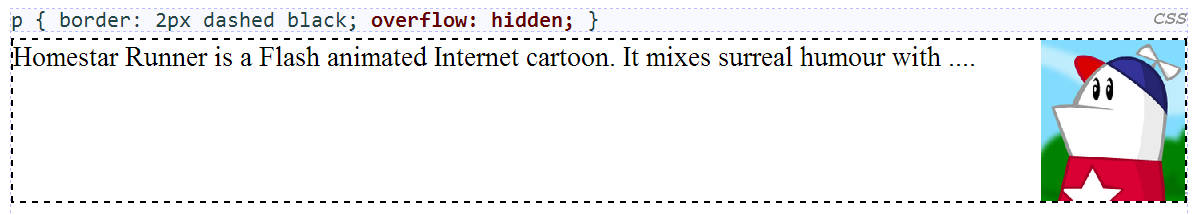 p { border: 2px dashed black; overflow: hidden; }
CSS
Homestar Runner is a Flash animated Internet cartoon. It mixes surreal humour with ....